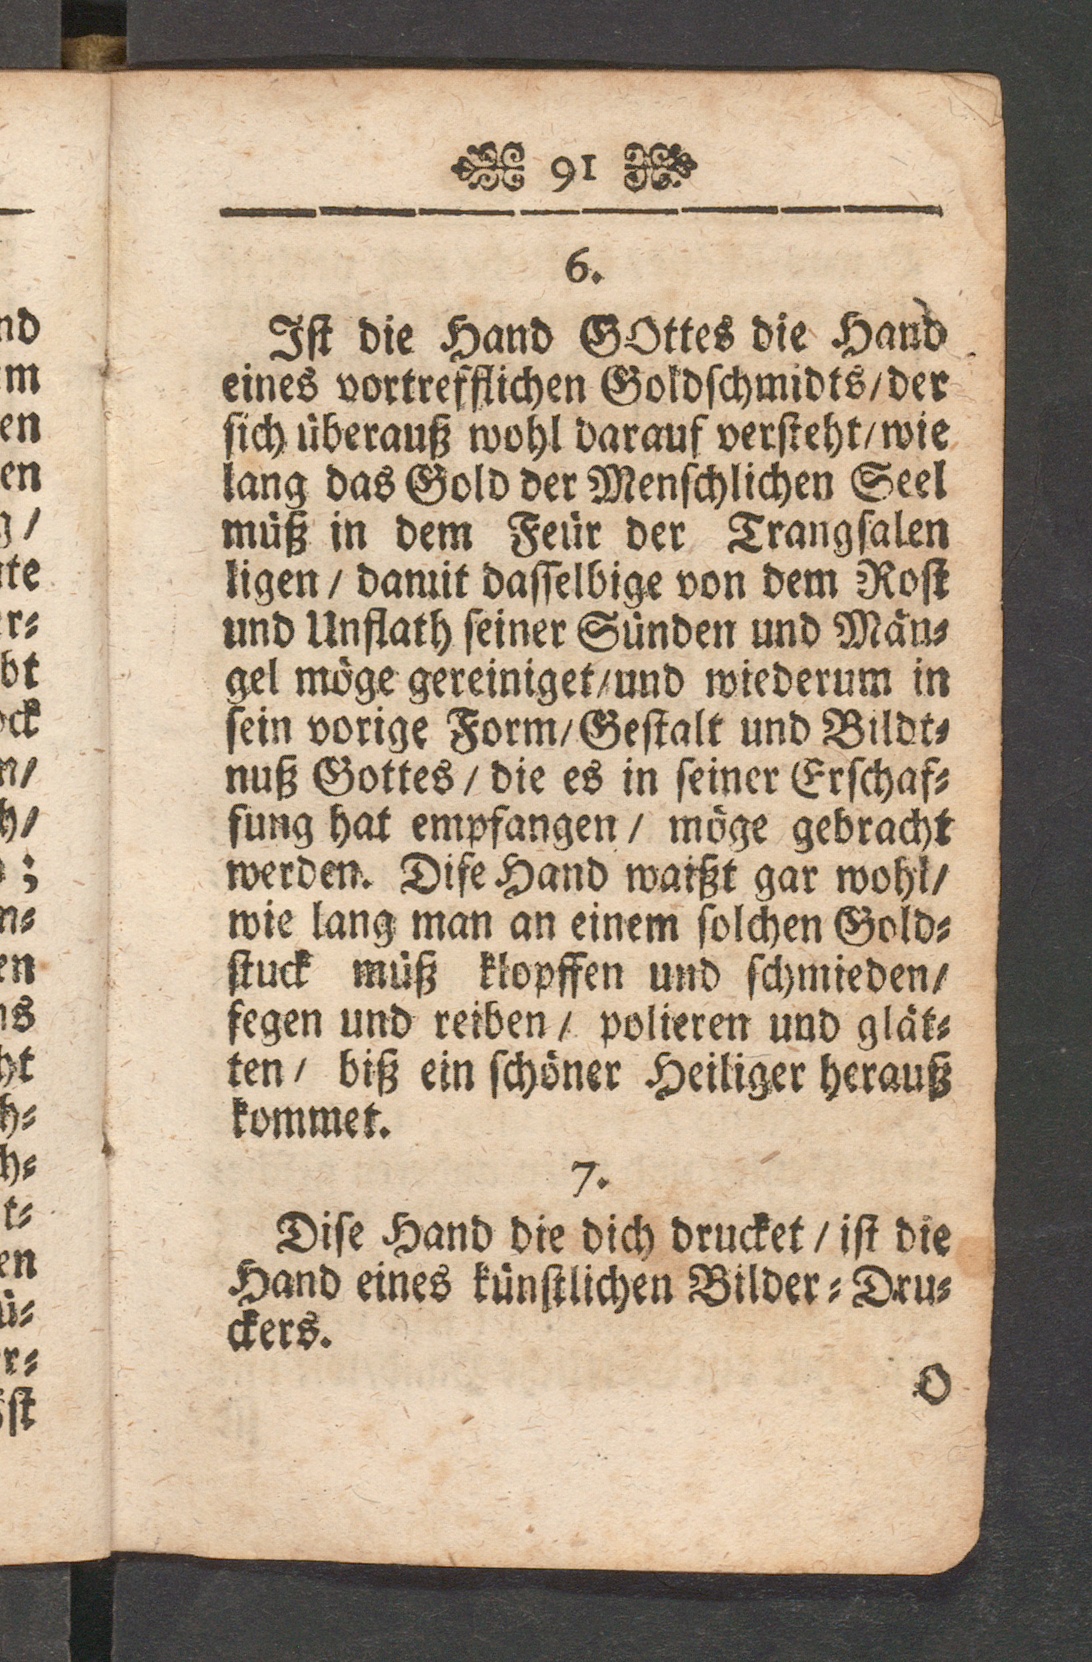 91
6.
Iſt die Hand GOttes die Hand
eines vortrefflichen Goldſchmidts/der
ſich überauß wohl darauf verſteht/wie
lang das Gold der Menſchlichen Seel
müß in dem Feür der Trangſalen
ligen/ damit daſſelbige von dem Roſt
und Unflath ſeiner Sünden und Män⸗
gel möge gereiniget/und wiederum in
ſein vorige Form/Geſtalt und Bildt⸗
nuß Gottes/ die es in ſeiner Erſchaf⸗
fung hat empfangen/ möge gebracht
werden. Diſe Hand waißt gar wohl/
wie lang man an einem ſolchen Gold⸗
ſtuck müß klopffen und ſchmieden/
fegen und reiben/ polieren und glät⸗
ten/ biß ein ſchöner Heiliger herauß
kommet.
7.
Diſe Hand die dich drucket/ iſt die
Hand eines künſtlichen Bilder⸗Dru⸗
ckers.
O